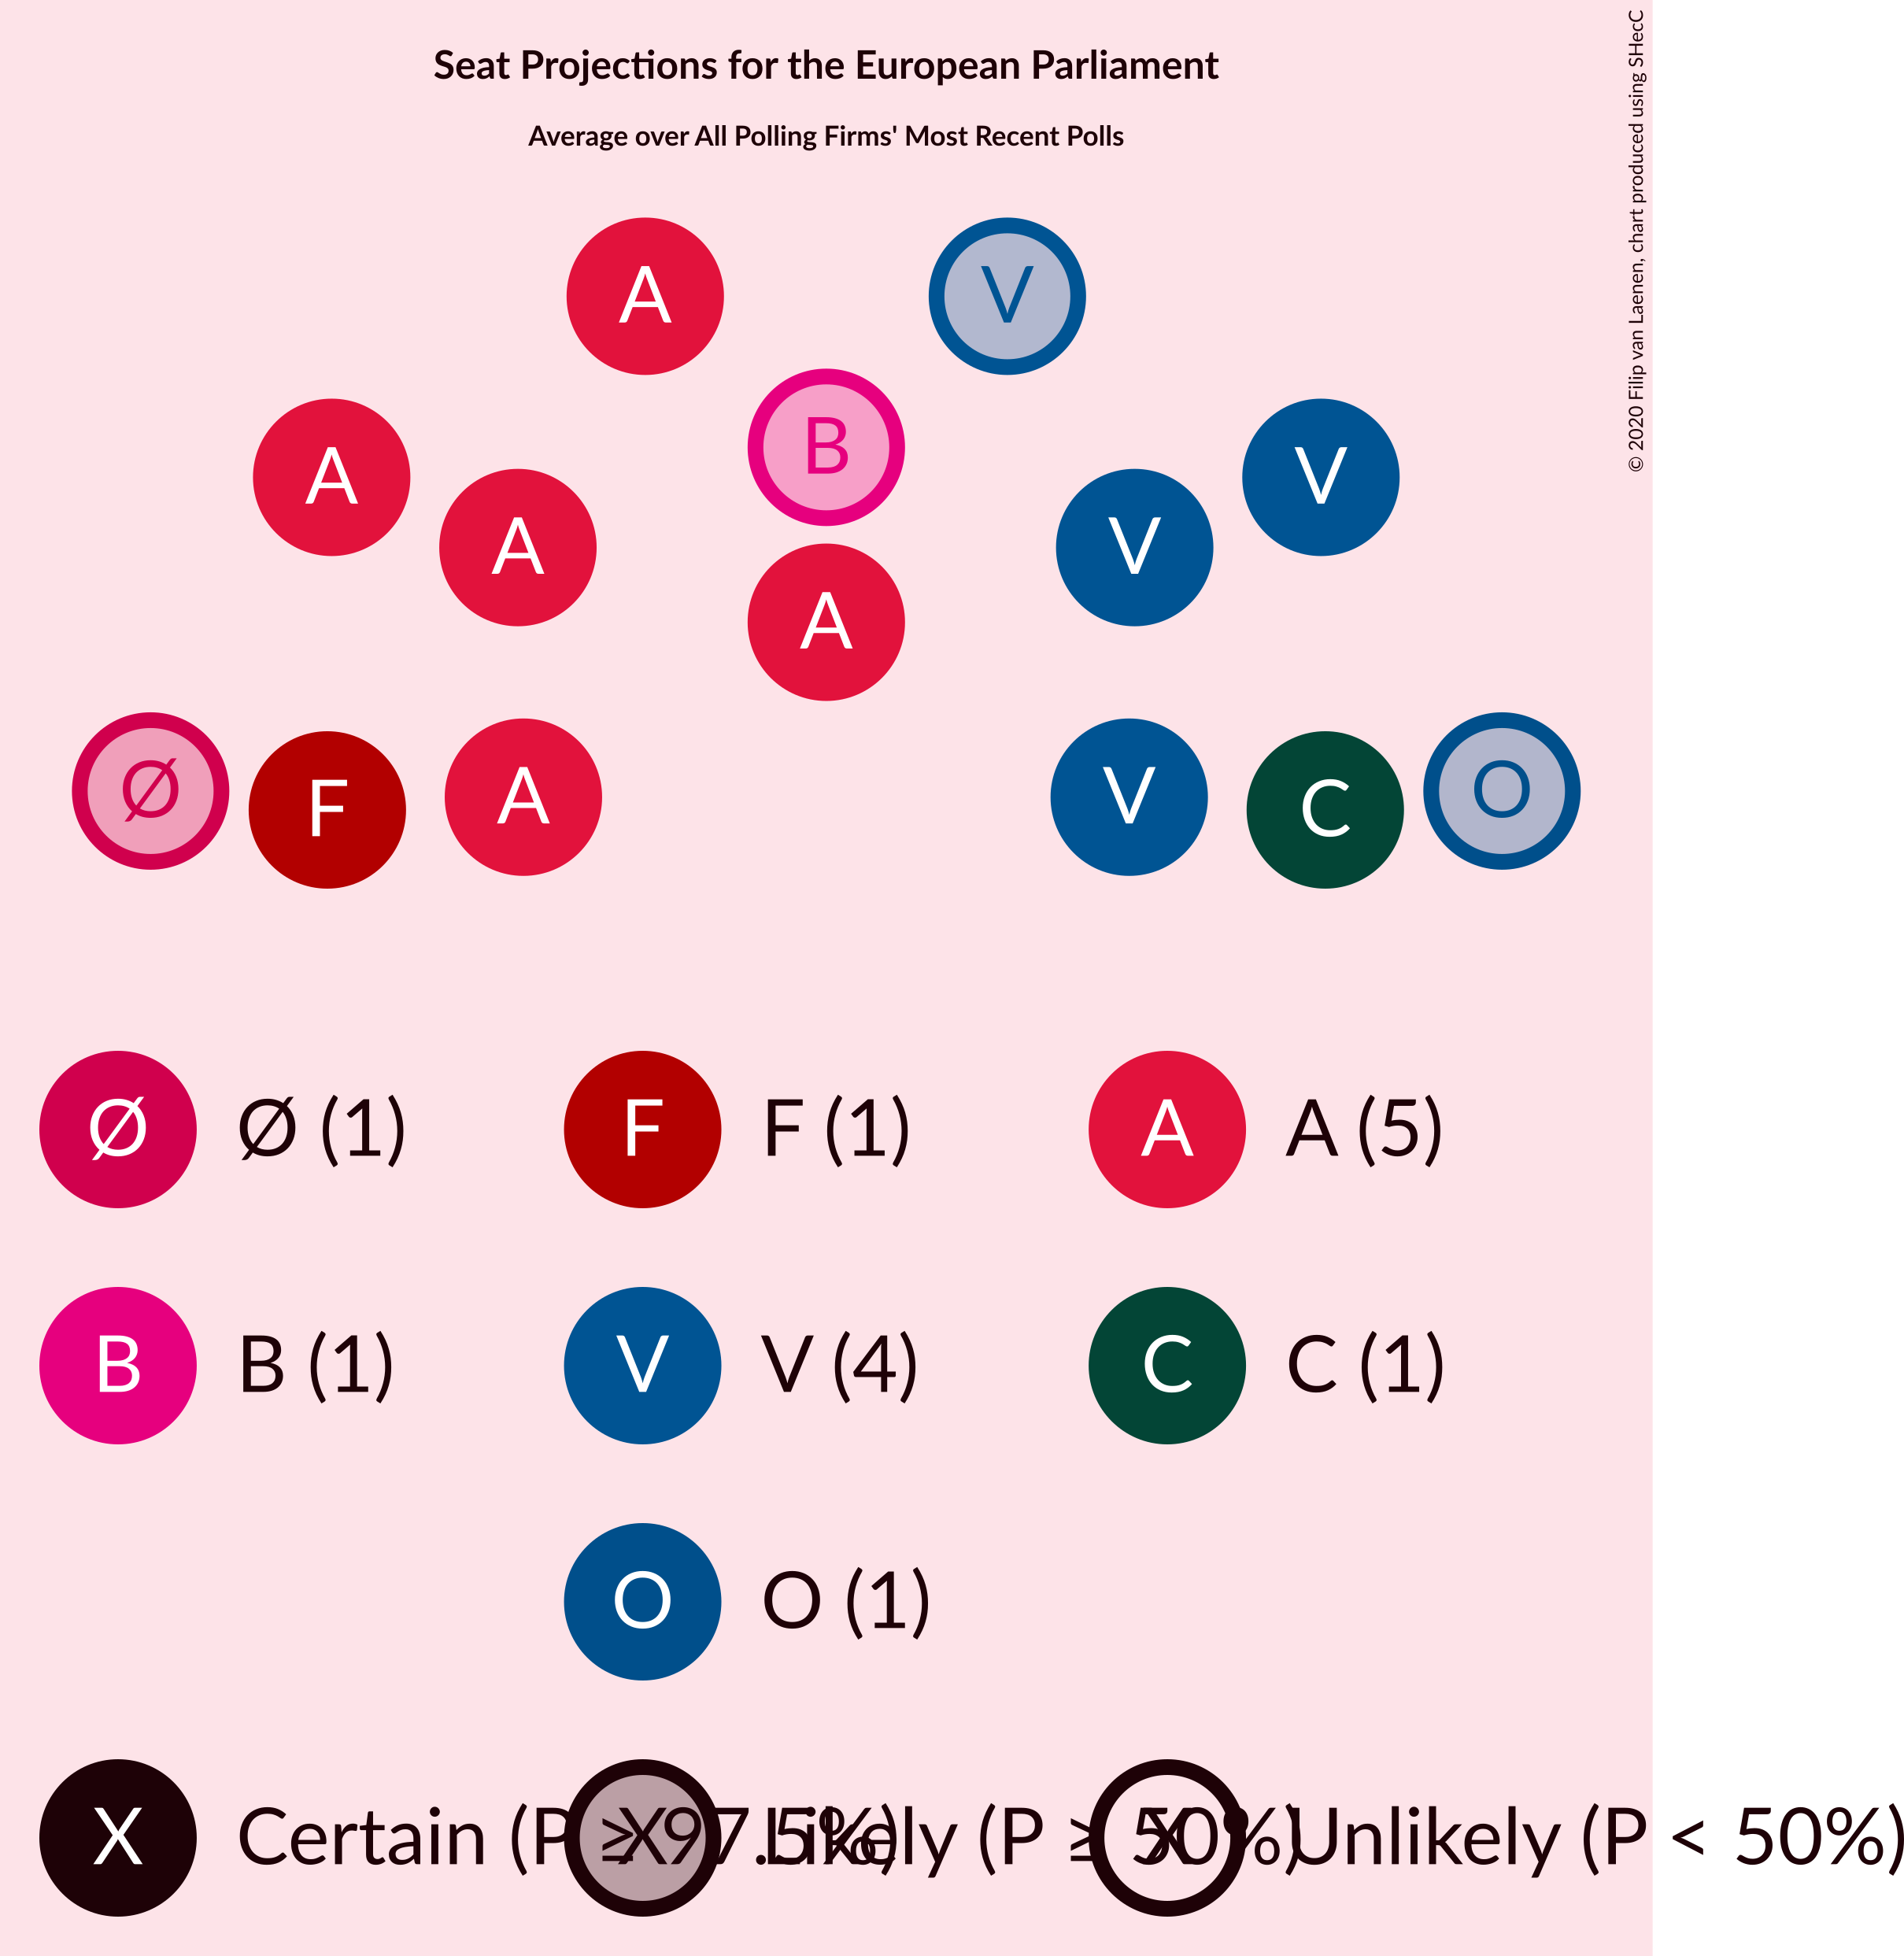 Seat Projections for the European Parliament
Average over All Polling Firms' Most Recent Polls
© 2020 Filip van Laenen, chart produced using SHecC
A V
B
A V
A V
A
Ø O
A V
F C
Ø Ø (1) F F (1) A A (5)
B B (1) V V (4) C C (1)
O O (1)
X Certain (P ≥ 97.5%) X Likely (P ≥ 50%) X Unlikely (P < 50%)